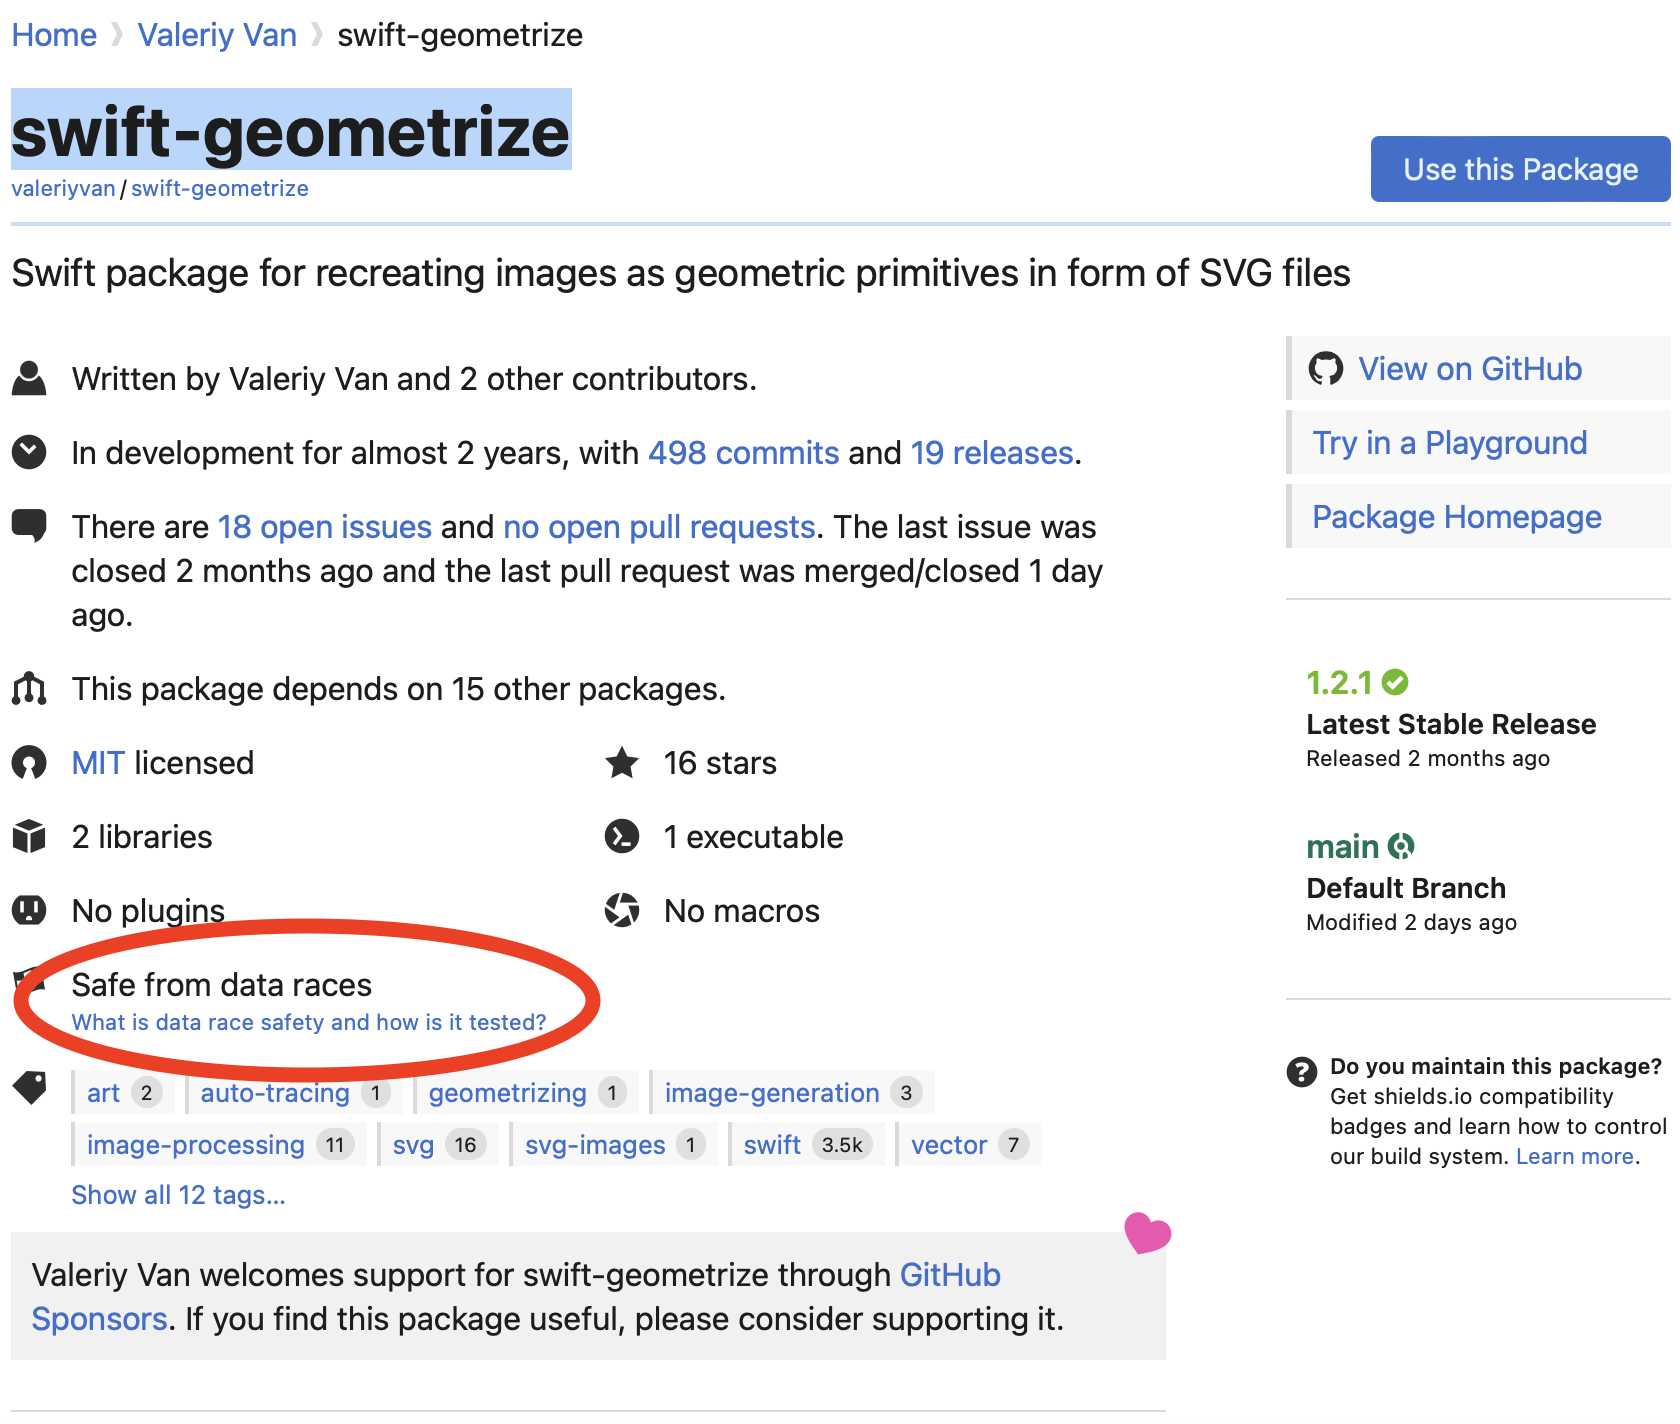 Home › Valeriy Van › swift-geometrize
swift-geometrize
valeriyvan / swift-geometrize
Use this Package
Swift package for recreating images as geometric primitives in form of SVG files
Written by Valeriy Van and 2 other contributors.
In development for almost 2 years, with 498 commits and 19 releases.
There are 18 open issues and no open pull requests. The last issue was
closed 2 months ago and the last pull request was merged/closed 1 day
ago.
This package depends on 15 other packages.
MIT licensed
16 stars
2 libraries
1 executable
No plugins
No macros
Safe from data races
What is data race safety and how is it tested?
art 2 auto-tracing 1 geometrizing 1 image-generation 3
image-processing 11 svg 16 svg-images 1 swift 3.5k vector 7
Show all 12 tags...
Valeriy Van welcomes support for swift-geometrize through GitHub
Sponsors. If you find this package useful, please consider supporting it.
View on GitHub
Try in a Playground
Package Homepage
1.2.1
Latest Stable Release
Released 2 months ago
main
Default Branch
Modified 2 days ago
Do you maintain this package?
Get shields.io compatibility
badges and learn how to control
our build system. Learn more.